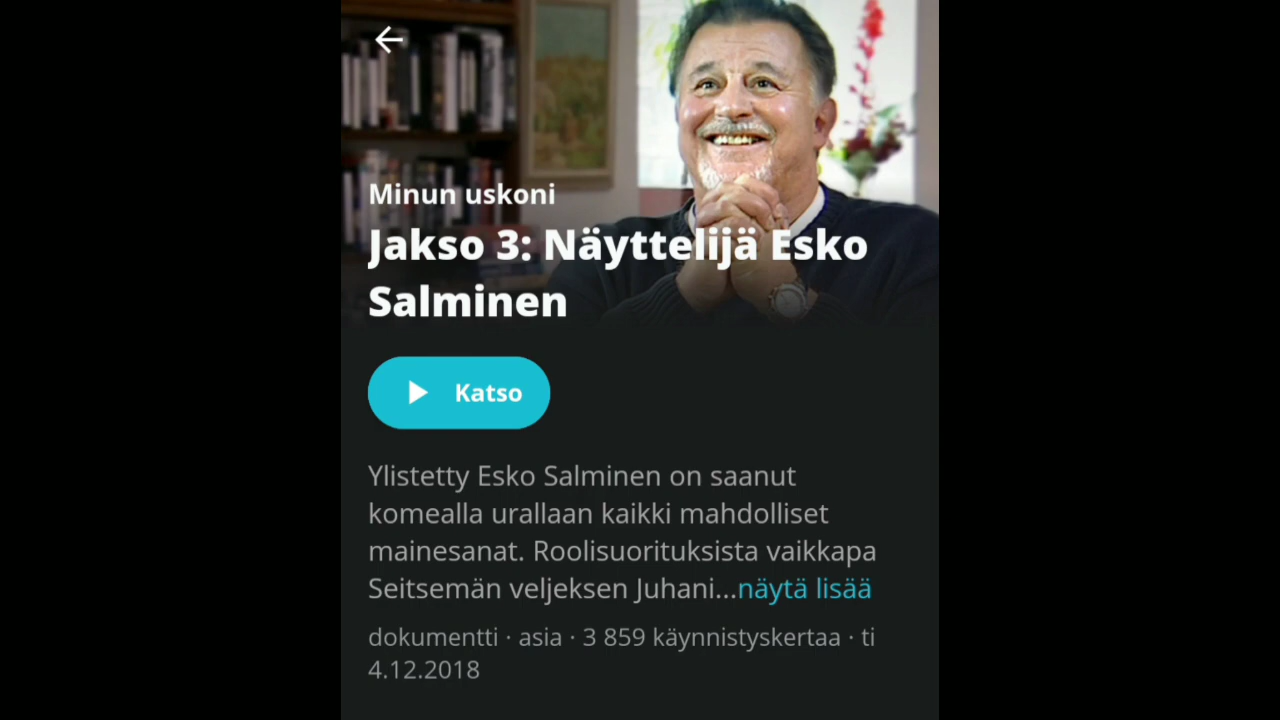 Minun uskoni
Jakso 3: Näyttelijä Esko
Salminen
Katso
Ylistetty Esko Salminen on saanut
komealla urallaan kaikki mahdolliset
mainesanat. Roolisuorituksista vaikkapa
Seitsemän veljeksen Juhani...näytä lisää
dokumentti · asia · 3 859 käynnistyskertaa · ti
4.12.2018